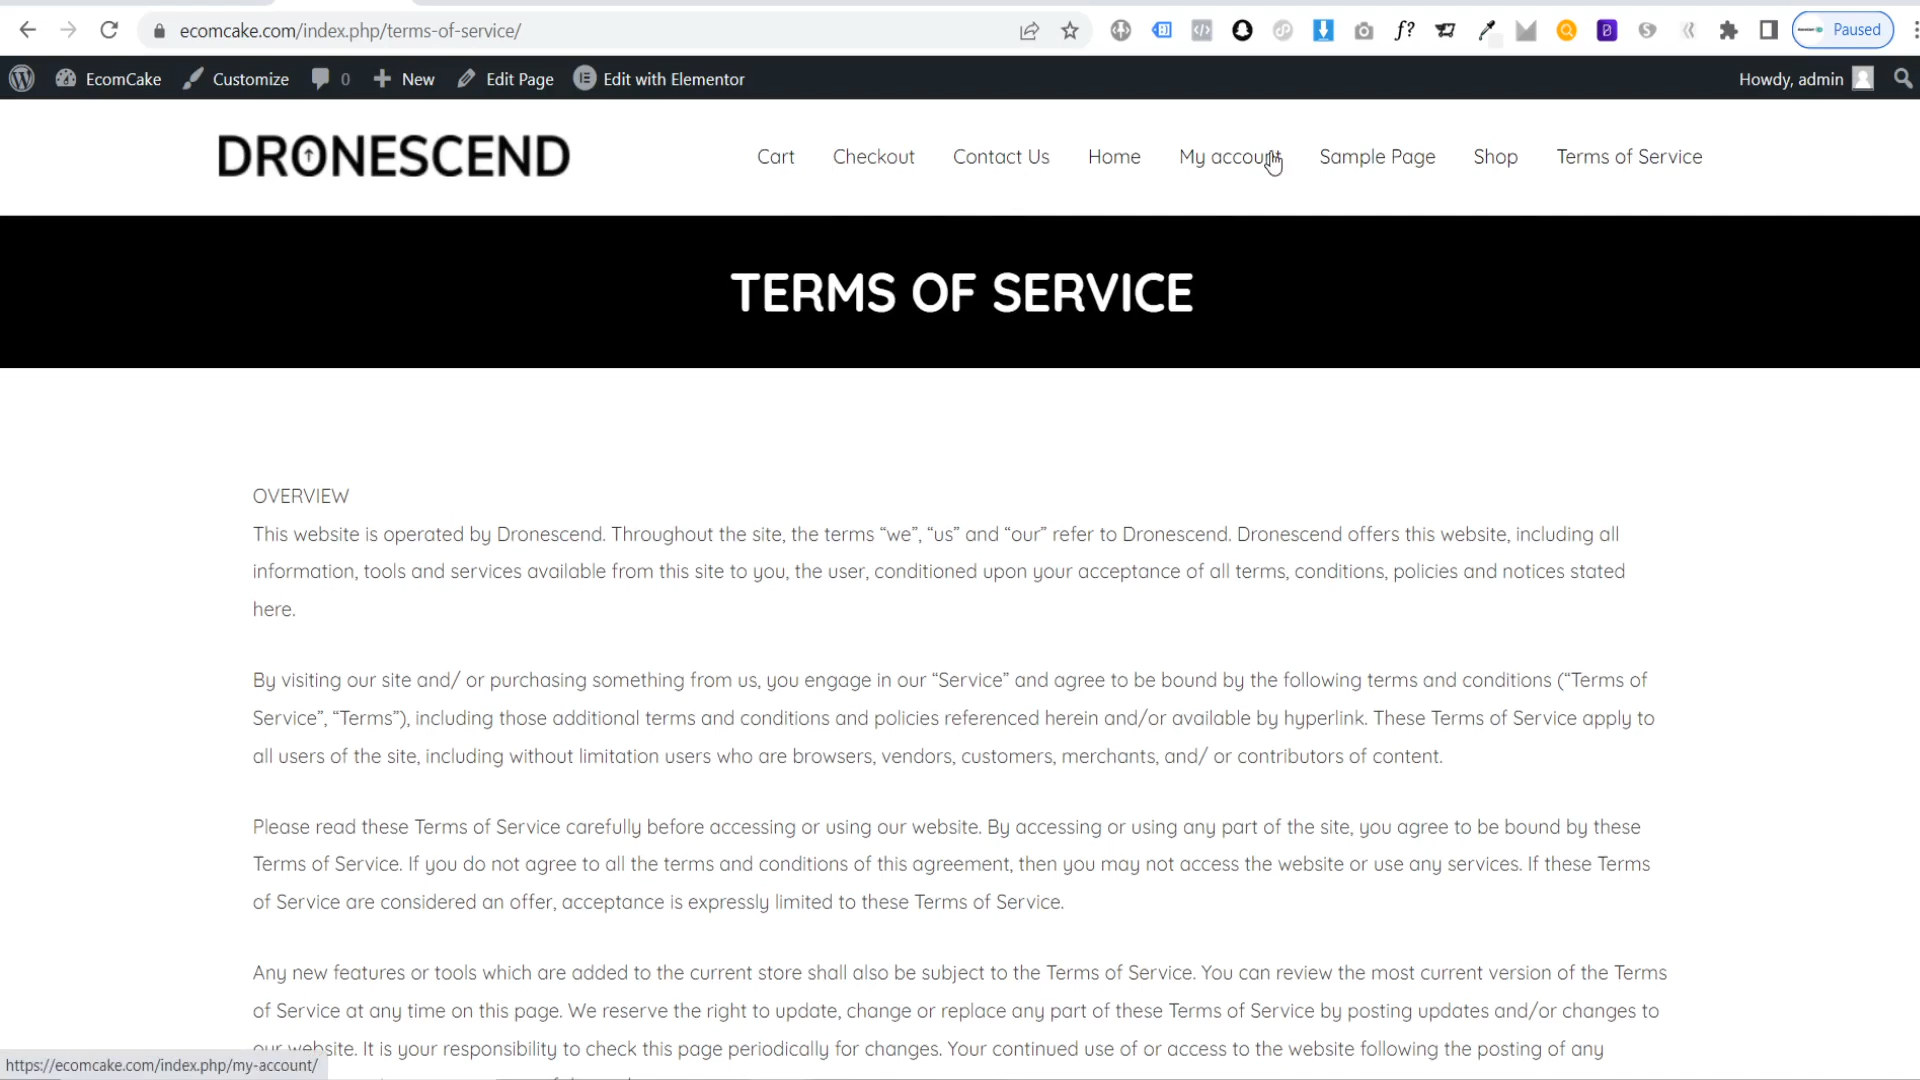 ecomcake.com/index.php/terms-of-service/
Paused
EcomCake
Customize
0
New
Edit Page
Edit with Elementor
Howdy, admin
DRONESCEND
Cart
Checkout
Contact Us
Home
My account
Sample Page
Shop
Terms of Service
TERMS OF SERVICE
OVERVIEW
This website is operated by Dronescend. Throughout the site, the terms “we”, “us” and “our” refer to Dronescend. Dronescend offers this website, including all
information, tools and services available from this site to you, the user, conditioned upon your acceptance of all terms, conditions, policies and notices stated
here.
By visiting our site and/ or purchasing something from us, you engage in our “Service” and agree to be bound by the following terms and conditions (“Terms of
Service”, “Terms”), including those additional terms and conditions and policies referenced herein and/or available by hyperlink. These Terms of Service apply to
all users of the site, including without limitation users who are browsers, vendors, customers, merchants, and/ or contributors of content.
Please read these Terms of Service carefully before accessing or using our website. By accessing or using any part of the site, you agree to be bound by these
Terms of Service. If you do not agree to all the terms and conditions of this agreement, then you may not access the website or use any services. If these Terms
of Service are considered an offer, acceptance is expressly limited to these Terms of Service.
Any new features or tools which are added to the current store shall also be subject to the Terms of Service. You can review the most current version of the Terms
of Service at any time on this page. We reserve the right to update, change or replace any part of these Terms of Service by posting updates and/or changes to
our website. It is your responsibility to check this page periodically for changes. Your continued use of or access to the website following the posting of any
https://ecomcake.com/index.php/my-account/